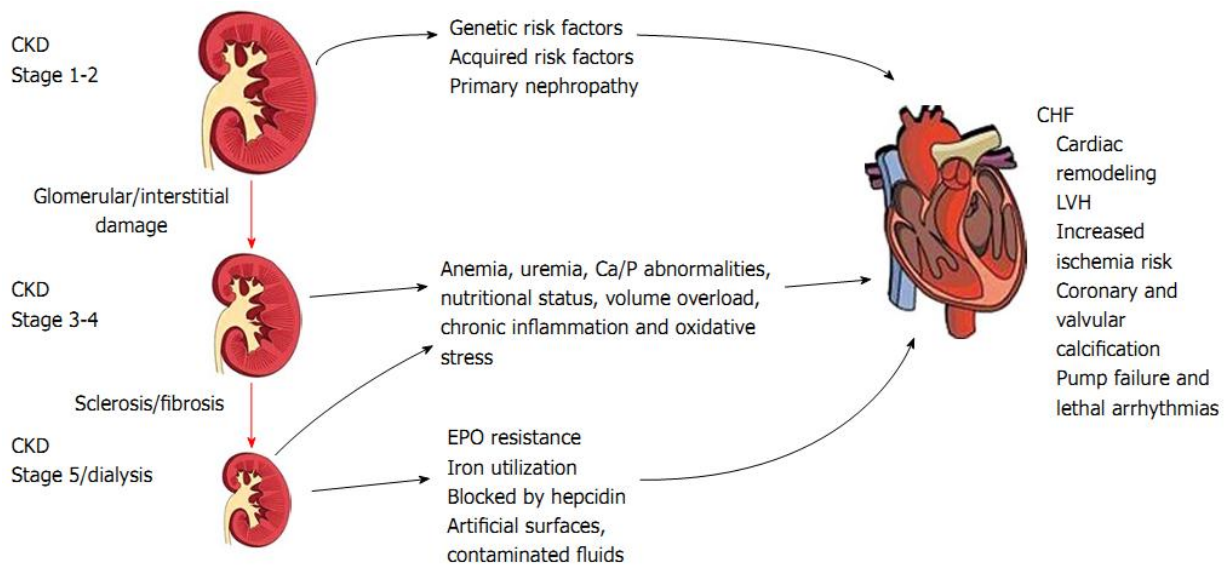 CKD
Stage 1-2
Genetic risk factors
Acquired risk factors
Primary nephropathy
Glomerular/interstitial
damage
CKD
Stage 3-4
Anemia, uremia, Ca/P abnormalities,
nutritional status, volume overload,
chronic inflammation and oxidative
stress
Sclerosis/fibrosis
CKD
Stage 5/dialysis
EPO resistance
Iron utilization
Blocked by hepcidin
Artificial surfaces,
contaminated fluids
CHF
Cardiac
remodeling
LVH
Increased
ischemia risk
Coronary and
valvular
calcification
Pump failure and
lethal arrhythmias